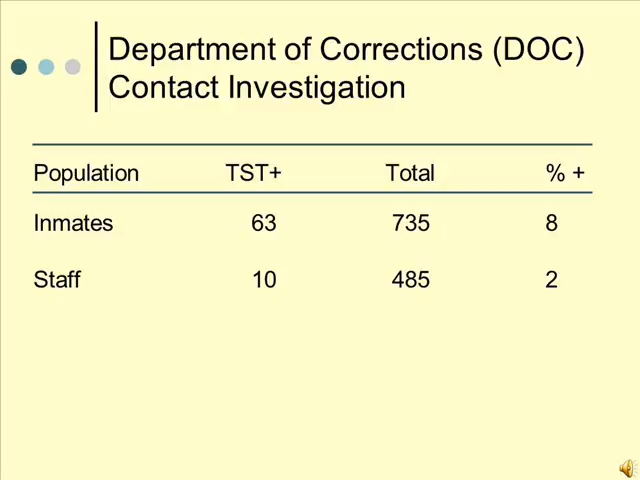 Department of Corrections (DOC)
Contact Investigation
Population TST+ Total % +
Inmates 63 735 8
Staff 10 485 2